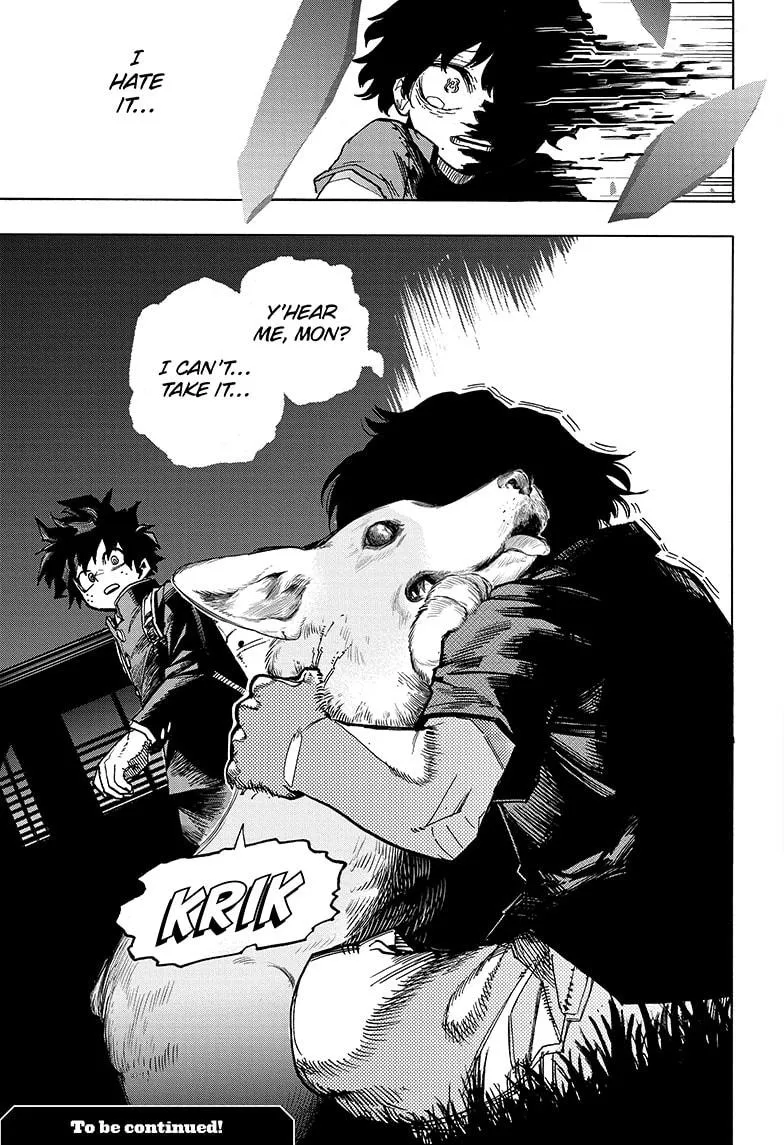 I
HATE
IT...
Y'HEAR
ME, MON?
I CAN'T...
TAKE IT...
KRIK
To be continued!